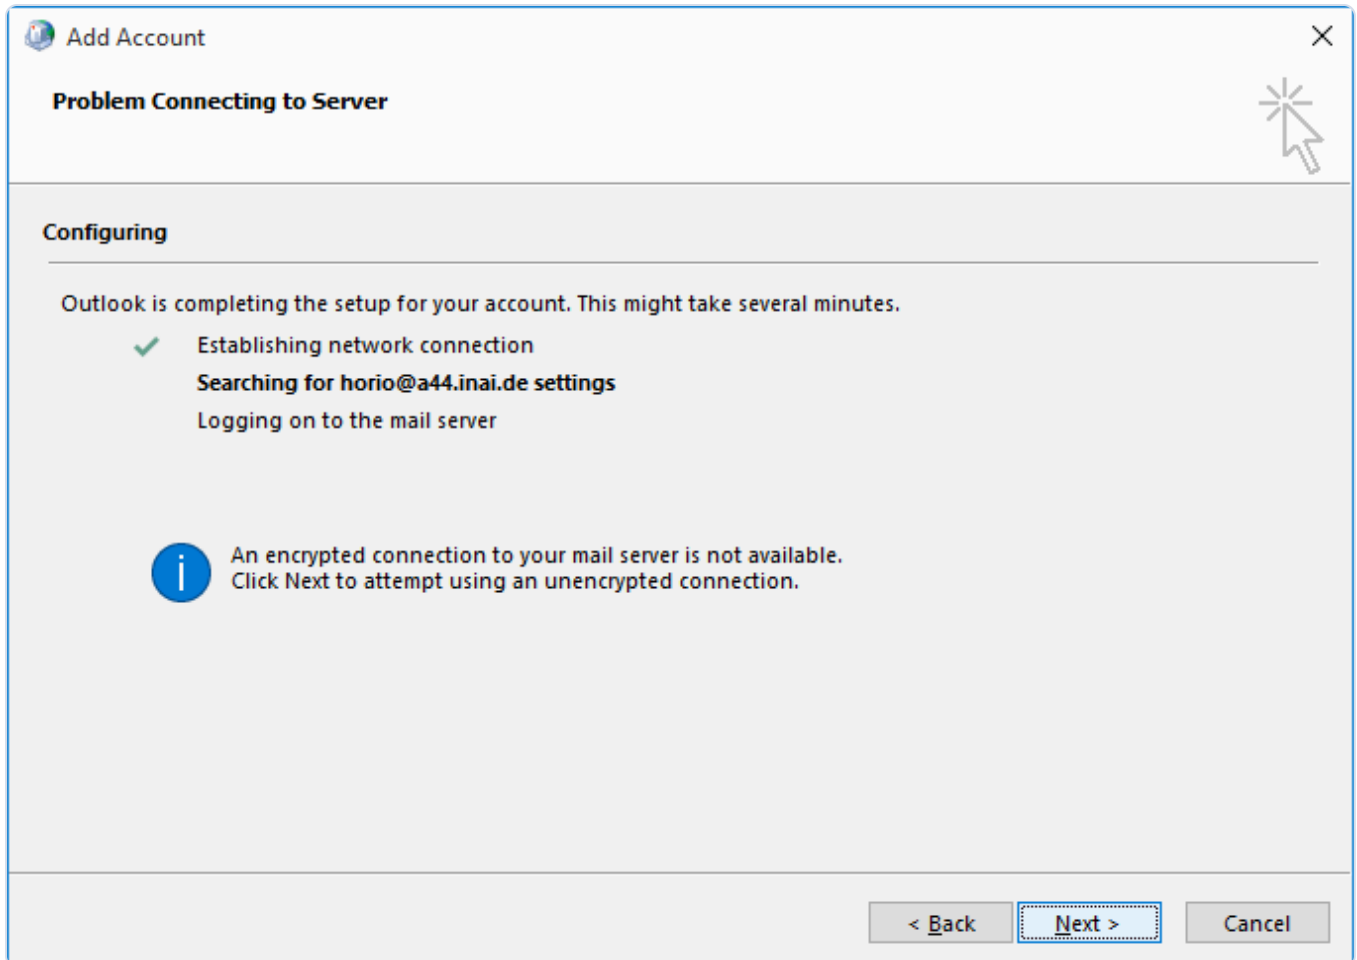 Add Account
Problem Connecting to Server
Configuring
Outlook is completing the setup for your account. This might take several minutes.
Establishing network connection
Searching for horio@a44.inai.de settings
Logging on to the mail server
An encrypted connection to your mail server is not available.
Click Next to attempt using an unencrypted connection.
< Back
Next >
Cancel